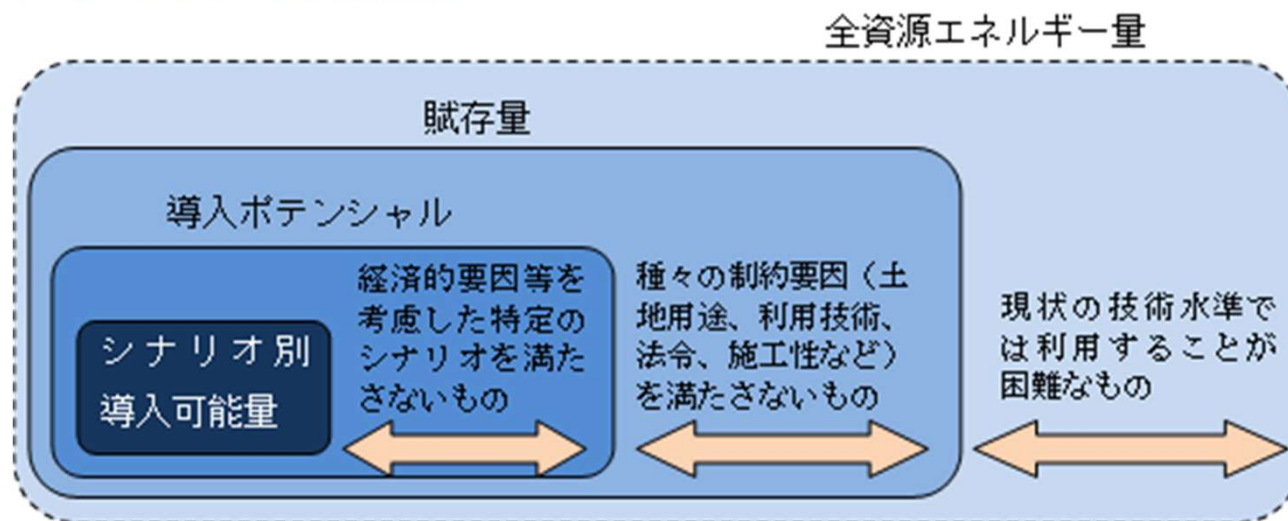 全資源エネルギー量
賦存量
導入ポテンシャル
シナリオ別
導入可能量
経済的要因等を
考慮した特定の
シナリオを満た
さないもの
種々の制約要因（土
地用途、利用技術、
法令、施工性など）
を満たさないもの
現状の技術水準で
は利用することが
困難なもの